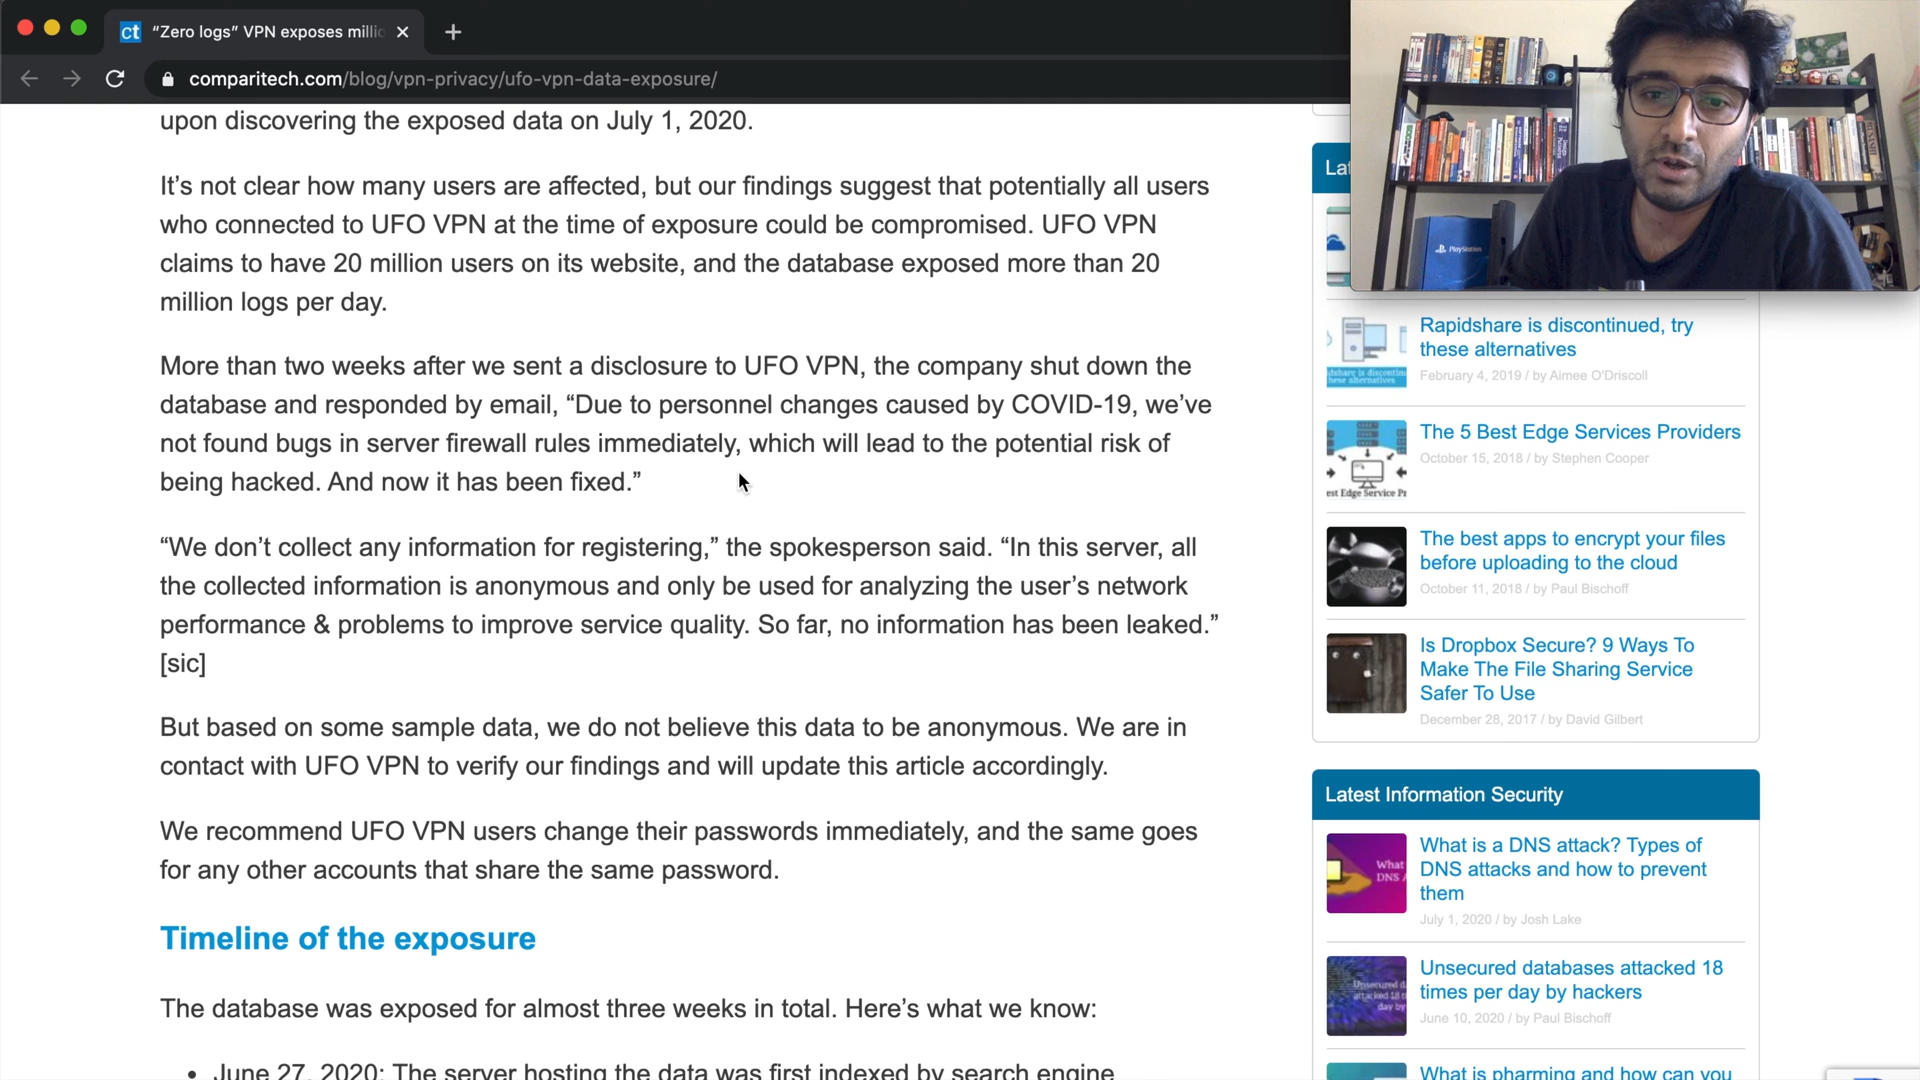 ct "Zero logs" VPN exposes millio
comparitech.com/blog/vpn-privacy/ufo-vpn-data-exposure/
upon discovering the exposed data on July 1, 2020.
It's not clear how many users are affected, but our findings suggest that potentially all users
who connected to UFO VPN at the time of exposure could be compromised. UFO VPN
claims to have 20 million users on its website, and the database exposed more than 20
million logs per day.
More than two weeks after we sent a disclosure to UFO VPN, the company shut down the
database and responded by email, “Due to personnel changes caused by COVID-19, we’ve
not found bugs in server firewall rules immediately, which will lead to the potential risk of
being hacked. And now it has been fixed.”
“We don’t collect any information for registering,” the spokesperson said. “In this server, all
the collected information is anonymous and only be used for analyzing the user’s network
performance & problems to improve service quality. So far, no information has been leaked.”
[sic]
But based on some sample data, we do not believe this data to be anonymous. We are in
contact with UFO VPN to verify our findings and will update this article accordingly.
We recommend UFO VPN users change their passwords immediately, and the same goes
for any other accounts that share the same password.
Timeline of the exposure
The database was exposed for almost three weeks in total. Here’s what we know:
• June 27, 2020: The server hosting the data was first indexed by search engine
PlayStation
Rapidshare is discontinued, try
these alternatives
February 4, 2019 / by Aimee O'Driscoll
The 5 Best Edge Services Providers
October 15, 2018 / by Stephen Cooper
The best apps to encrypt your files
before uploading to the cloud
October 11, 2018 / by Paul Bischoff
Is Dropbox Secure? 9 Ways To
Make The File Sharing Service
Safer To Use
December 28, 2017 / by David Gilbert
Latest Information Security
What is a DNS attack? Types of
DNS attacks and how to prevent
them
July 1, 2020 / by Josh Lake
Unsecured databases attacked 18
times per day by hackers
June 10, 2020 / by Paul Bischoff
What is pharming and how can you